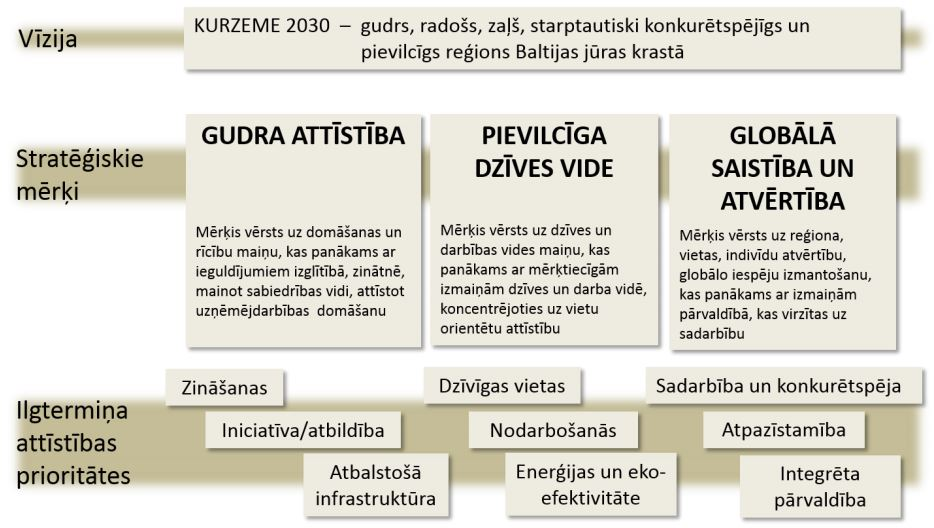 Vīzija
KURZEME 2030 – gudrs, radošs, zaļš, starptautiski konkurētspējīgs un
pievilcīgs reģions Baltijas jūras krastā
Stratēģiskie
mērķi
GUDRA ATTĪSTĪBA
Mērķis vērsts uz domāšanas un
rīcību maiņu, kas panākams ar
ieguldījumiem izglītībā, zinātnē,
mainot sabiedrības vidi, attīstot
uzņēmējdarbības domāšanu
PIEVILCĪGA
DZĪVES VIDE
Mērķis vērsts uz dzīves un
darbības vides maiņu, kas
panākams ar mērķtiecīgām
izmaiņām dzīves un darba vidē,
koncentrējoties uz vietu
orientētu attīstību
GLOBĀLĀ
SAISTĪBA UN
ATVĒRTĪBA
Mērķis vērsts uz reģiona,
vietas, indivīdu atvērtību,
globālo iespēju izmantošanu,
kas panākams ar izmaiņām
pārvaldībā, kas virzītas uz
sadarbību
Ilgtermiņa
attīstības
prioritātes
Zināšanas
Iniciatīva/atbildība
Atbalstošā
infrastruktūra
Dzīvīgas vietas
Nodarbošanās
Enerģijas un eko-
efektivitāte
Sadarbība un konkurētspēja
Atpazīstamība
Integrēta
pārvaldība